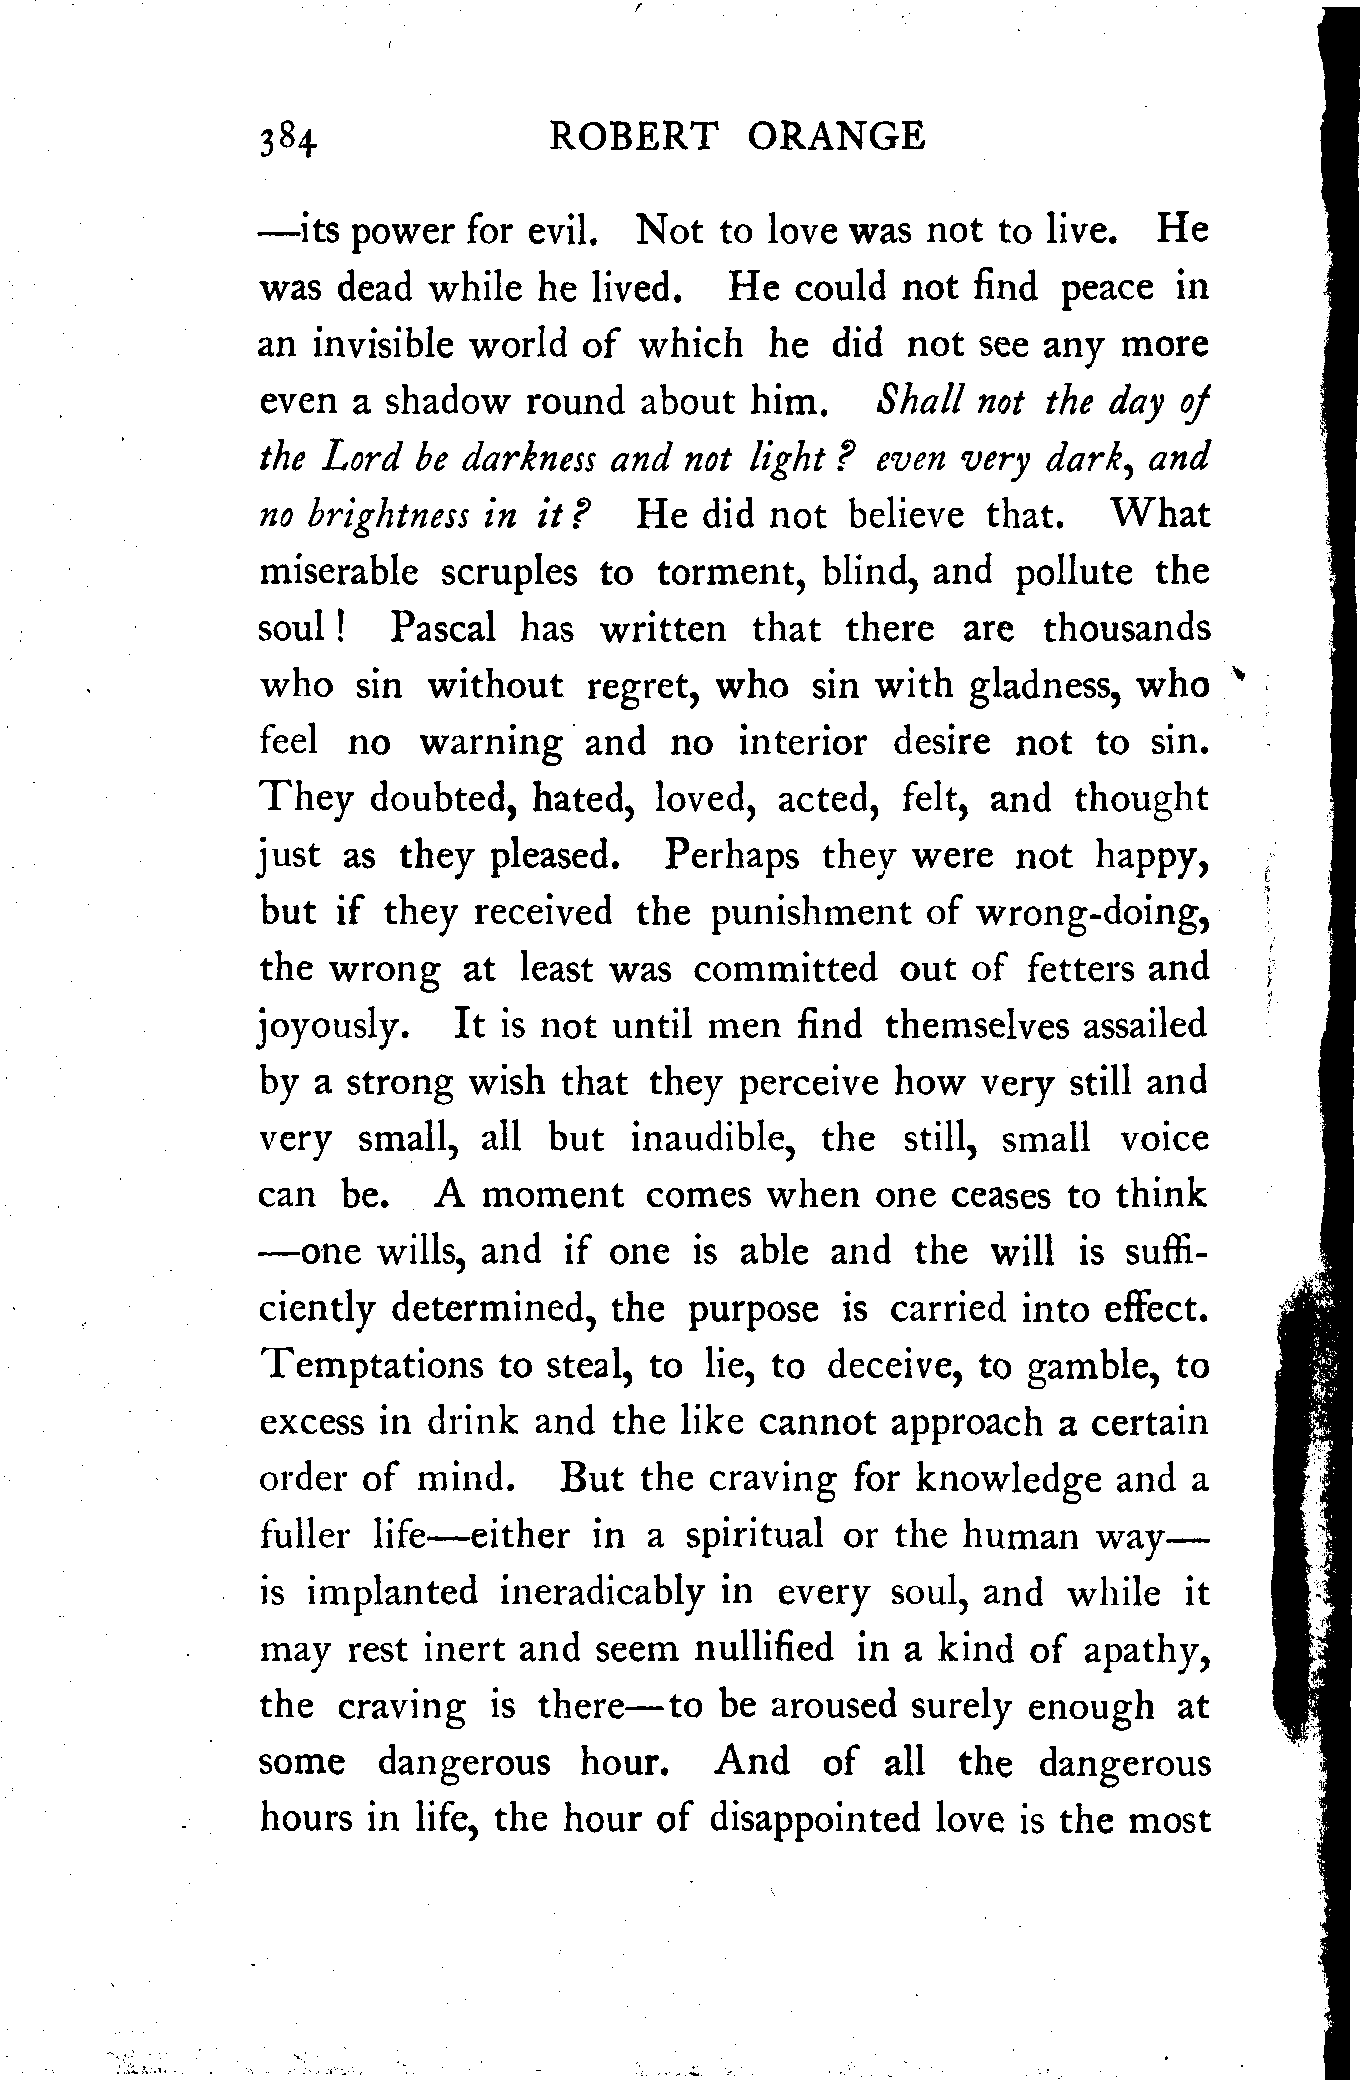 384 ROBERT ORANGE
—its power for evil. Not to love was not to live. He
was dead while he lived. He could not find peace in
an invisible world of which he did not see any more
even a shadow round about him. Shall not the day of
the Lord be darkness and not light? even very dark, and
no brightness in it? He did not believe that. What
miserable scruples to torment, blind, and pollute the
soul! Pascal has written that there are thousands
who sin without regret, who sin with gladness, who
feel no warning and no interior desire not to sin.
They doubted, hated, loved, acted, felt, and thought
just as they pleased. Perhaps they were not happy,
but if they received the punishment of wrong-doing,
the wrong at least was committed out of fetters and
joyously. It is not until men find themselves assailed
by a strong wish that they perceive how very still and
very small, all but inaudible, the still, small voice
can be. A moment comes when one ceases to think
—one wills, and if one is able and the will is suffi-
ciently determined, the purpose is carried into effect.
Temptations to steal, to lie, to deceive, to gamble, to
excess in drink and the like cannot approach a certain
order of mind. But the craving for knowledge and a
fuller life—either in a spiritual or the human way—
is implanted ineradicably in every soul, and while it
may rest inert and seem nullified in a kind of apathy,
the craving is there—to be aroused surely enough at
some dangerous hour. And of all the dangerous
hours in life, the hour of disappointed love is the most